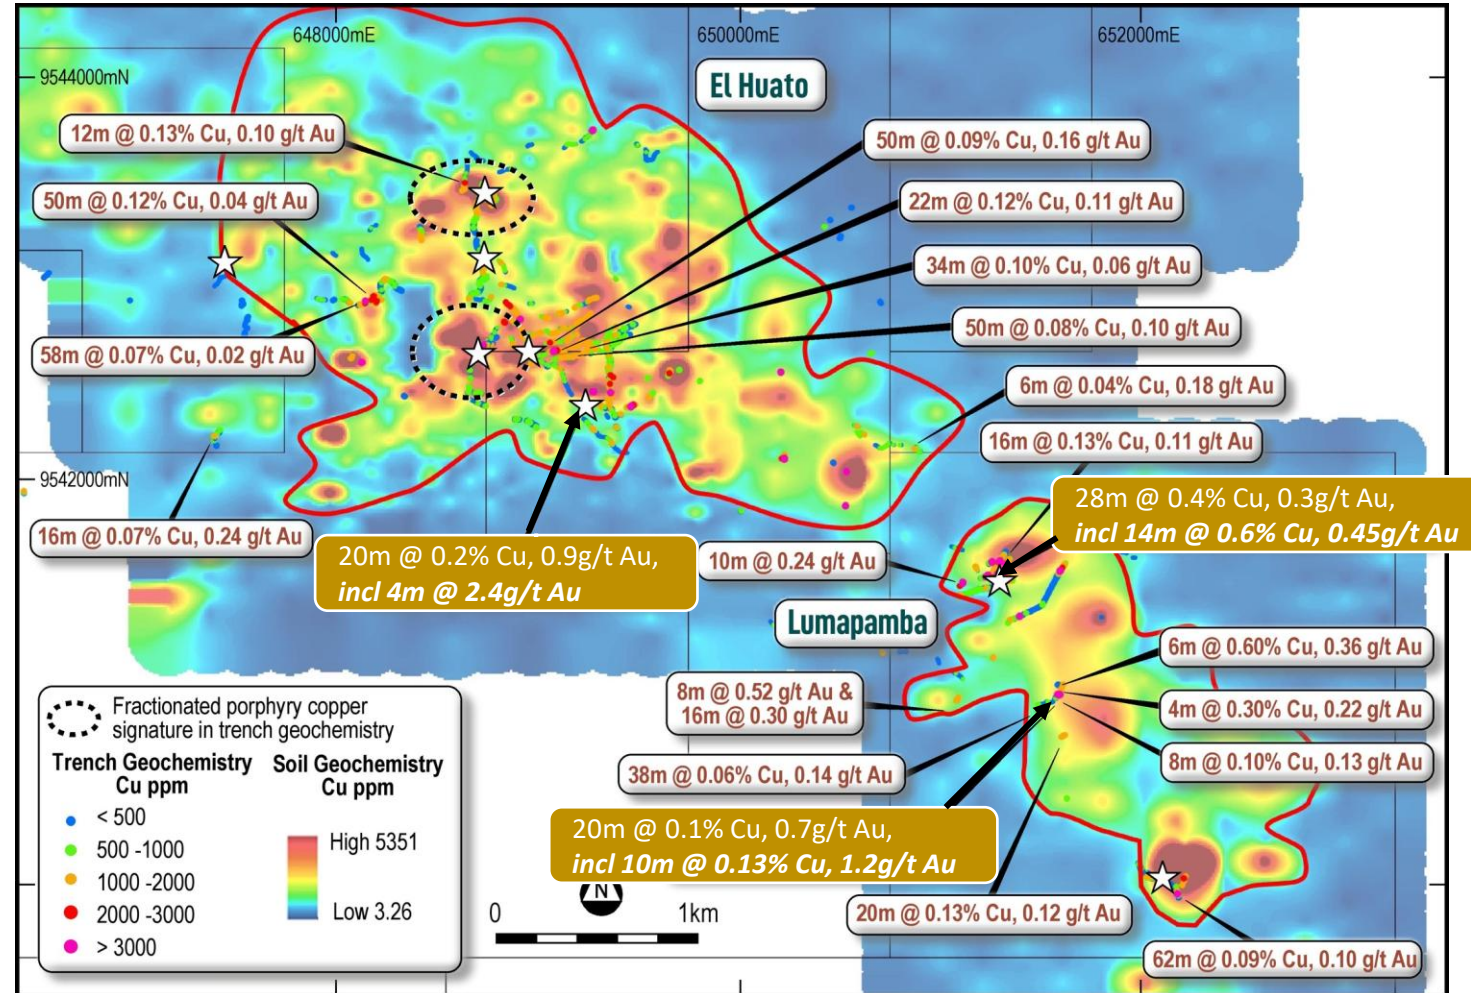 648000mE
650000mE
652000mE
9544000mN
El Huato
12m @ 0.13% Cu, 0.10 g/t Au
50m @ 0.09% Cu, 0.16 g/t Au
50m @ 0.12% Cu, 0.04 g/t Au
22m @ 0.12% Cu, 0.11 g/t Au
34m @ 0.10% Cu, 0.06 g/t Au
50m @ 0.08% Cu, 0.10 g/t Au
58m @ 0.07% Cu, 0.02 g/t Au
6m @ 0.04% Cu, 0.18 g/t Au
16m @ 0.13% Cu, 0.11 g/t Au
9542000mN
28m @ 0.4% Cu, 0.3g/t Au,
incl 14m @ 0.6% Cu, 0.45g/t Au
16m @ 0.07% Cu, 0.24 g/t Au
20m @ 0.2% Cu, 0.9g/t Au,
incl 4m @ 2.4g/t Au
10m @ 0.24 g/t Au
Lumapamba
6m @ 0.60% Cu, 0.36 g/t Au
8m @ 0.52 g/t Au &
16m @ 0.30 g/t Au
4m @ 0.30% Cu, 0.22 g/t Au
8m @ 0.10% Cu, 0.13 g/t Au
38m @ 0.06% Cu, 0.14 g/t Au
20m @ 0.1% Cu, 0.7g/t Au,
incl 10m @ 0.13% Cu, 1.2g/t Au
20m @ 0.13% Cu, 0.12 g/t Au
62m @ 0.09% Cu, 0.10 g/t Au
Fractionated porphyry copper
signature in trench geochemistry
Trench Geochemistry
Cu ppm
< 500
500 -1000
1000 -2000
2000 -3000
> 3000
Soil Geochemistry
Cu ppm
High 5351
Low 3.26
N
0
1km